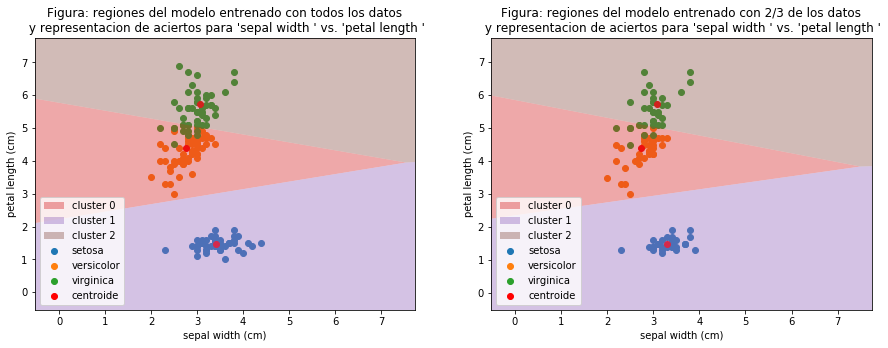 Figura: regiones del modelo entrenado con todos los datos
y representacion de aciertos para 'sepal width ' vs. 'petal length '
petal length (cm)
7
6
5
4
3
2
1
0
cluster 0
cluster 1
cluster 2
setosa
versicolor
virginica
centroide
0 1 2 3 4 5 6 7
sepal width (cm)
Figura: regiones del modelo entrenado con 2/3 de los datos
y representacion de aciertos para 'sepal width ' vs. 'petal length '
petal length (cm)
7
6
5
4
3
2
1
0
cluster 0
cluster 1
cluster 2
setosa
versicolor
virginica
centroide
0 1 2 3 4 5 6 7
sepal width (cm)